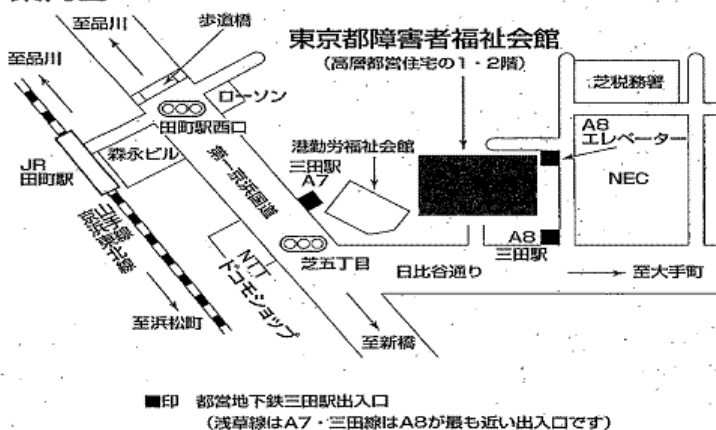 至品川
歩道橋
至品川
東京都障害者福祉会館
(高層都営住宅の1・2階)
ローソン
芝税務署
田町駅西口
A8
エレベーター
JR
田町駅
森永ビル
第一京浜国道
港勤労福祉会館
三田駅
A7
NEC
山手線
京浜東北線
NTT
ドコモショップ
芝五丁目
A8
三田駅
日比谷通り
至大手町
至浜松町
至新橋
■印 都営地下鉄三田駅出入口
(浅草線はA7・三田線はA8が最も近い出入口です)